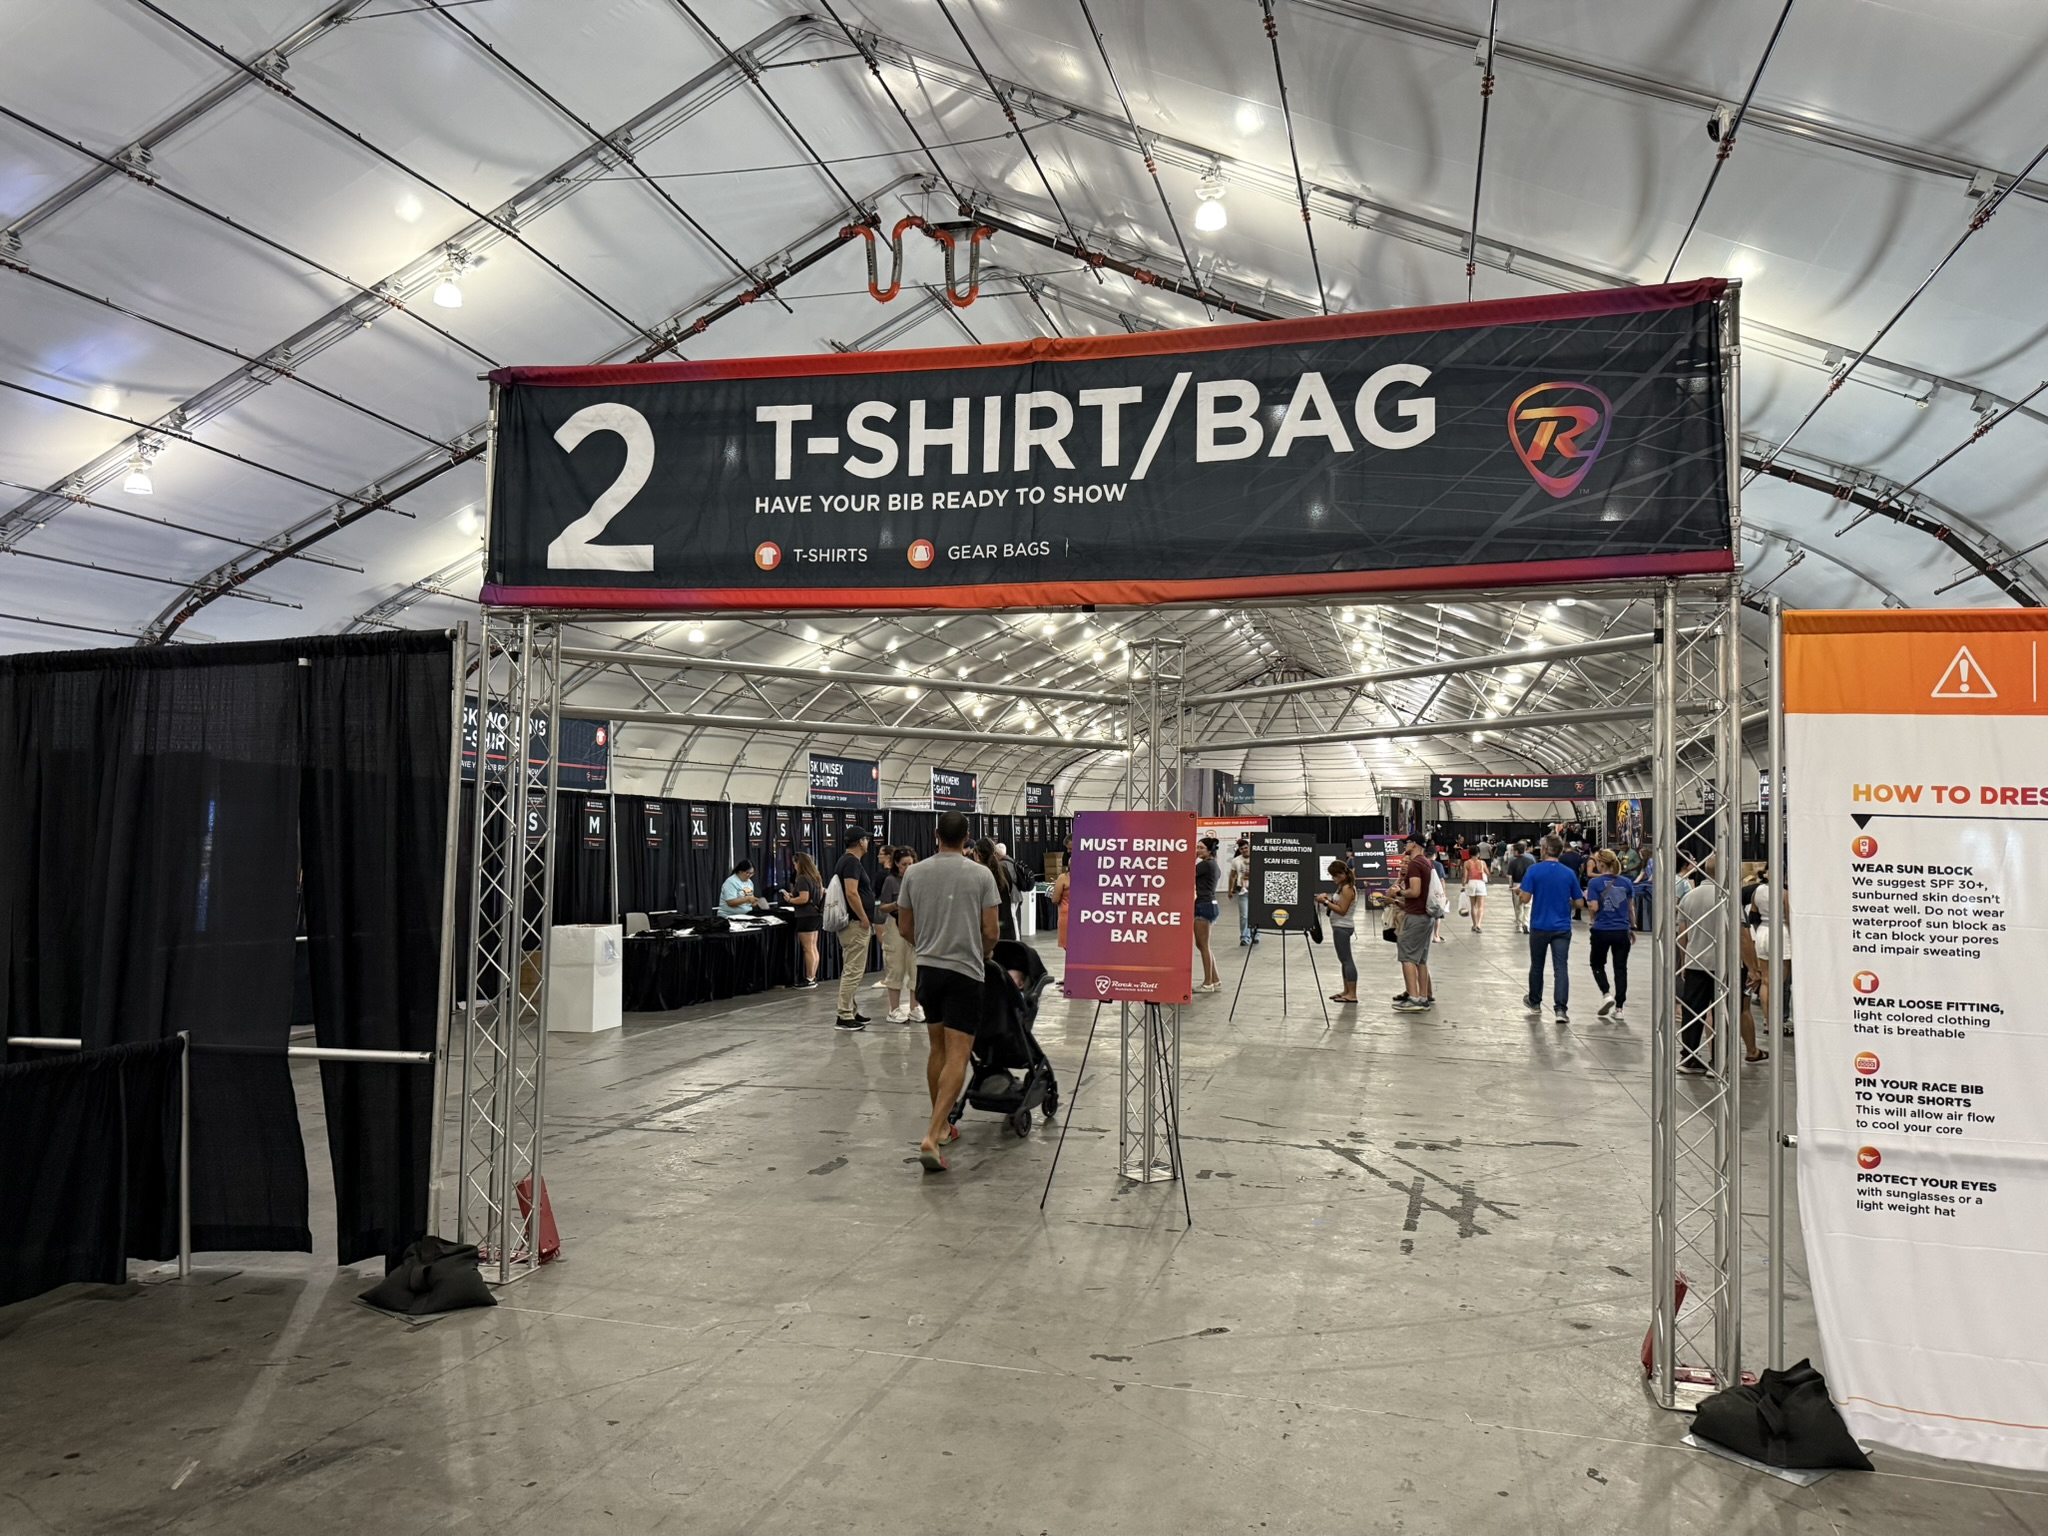 2
T-SHIRT/BAG
HAVE YOUR BIB READY TO SHOW
T-SHIRTS
GEAR BAGS
R
TM
5K WOMENS
T-SHIR
S
M
L
XL
5K UNISEX
T-SHIRTS
XS
S
M
L
2X
WOMENS
T-SHIRTS
MUST BRING
ID RACE
DAY TO
ENTER
POST RACE
BAR
Rock 'n' Roll
RUNNING SERIES
NEED FINAL
RACE INFORMATION
SCAN HERE:
RESTROOMS
3
MERCHANDISE
HOW TO DRES
WEAR SUN BLOCK
We suggest SPF 30+,
sunburned skin doesn't
sweat well. Do not wear
waterproof sun block as
it can block your pores
and impair sweating
WEAR LOOSE FITTING,
light colored clothing
that is breathable
PIN YOUR RACE BIB
TO YOUR SHORTS
This will allow air flow
to cool your core
PROTECT YOUR EYES
with sunglasses or a
light weight hat